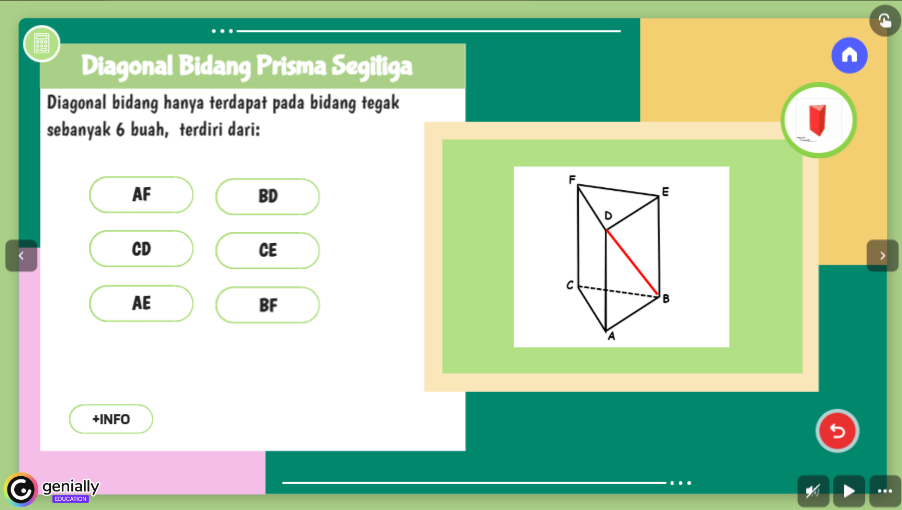 Diagonal Bidang Prisma Segitiga
Diagonal bidang hanya terdapat pada bidang tegak
sebanyak 6 buah, terdiri dari:
AF
BD
CD
CE
AE
BF
+INFO
F
E
D
C
B
A
genially
EDUCATION